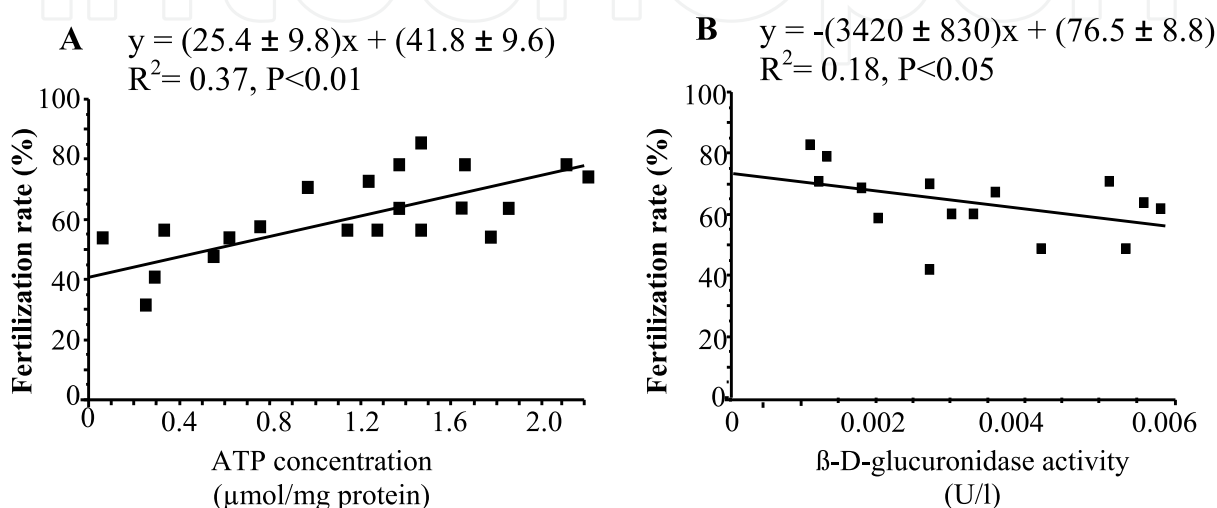 A
y = (25.4 ± 9.8)x + (41.8 ± 9.6)
R²= 0.37, P<0.01
Fertilization rate (%)
100
80
60
40
20
0
0 0.4 0.8 1.2 1.6 2.0
ATP concentration
(µmol/mg protein)
B
y = -(3420 ± 830)x + (76.5 ± 8.8)
R²= 0.18, P<0.05
Fertilization rate (%)
100
80
60
40
20
0
0 0.002 0.004 0.006
ß-D-glucuronidase activity
(U/l)